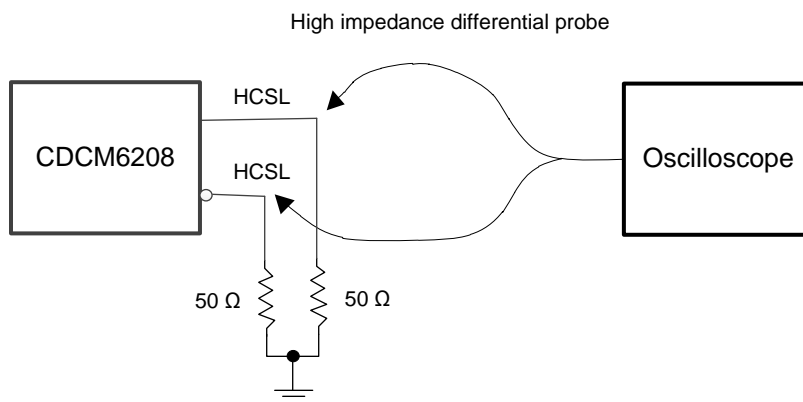 High impedance differential probe
HCSL
CDCM6208
HCSL
Oscilloscope
50 Ω
50 Ω